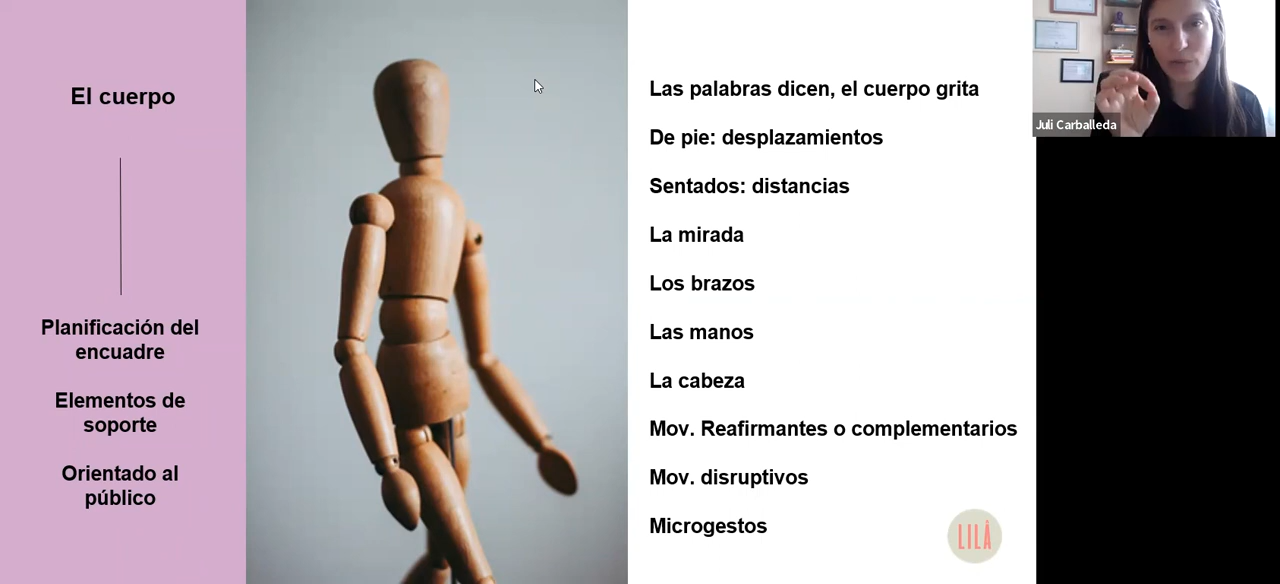 El cuerpo
Planificación del
encuadre
Elementos de
soporte
Orientado al
público
Las palabras dicen, el cuerpo grita
De pie: desplazamientos
Sentados: distancias
La mirada
Los brazos
Las manos
La cabeza
Mov. Reafirmantes o complementarios
Mov. disruptivos
Microgestos
LILÅ
Juli Carballeda